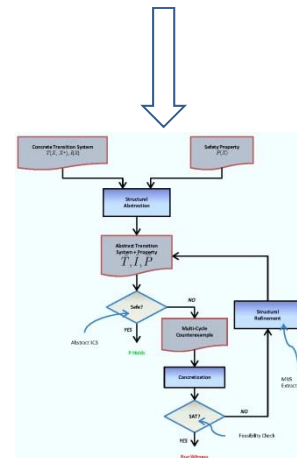 Concrete Transition System
T(X, X+), I(X)
Safety Property
P(X)
Structural
Abstraction
Abstract Transition
System + Property
T, I, P
Safe?
NO
YES
Abstract IC3
P Holds
Multi-Cycle
Counterexample
Structural
Refinement
Concretization
MUS
Extract
SAT?
NO
Feasibility Check
YES